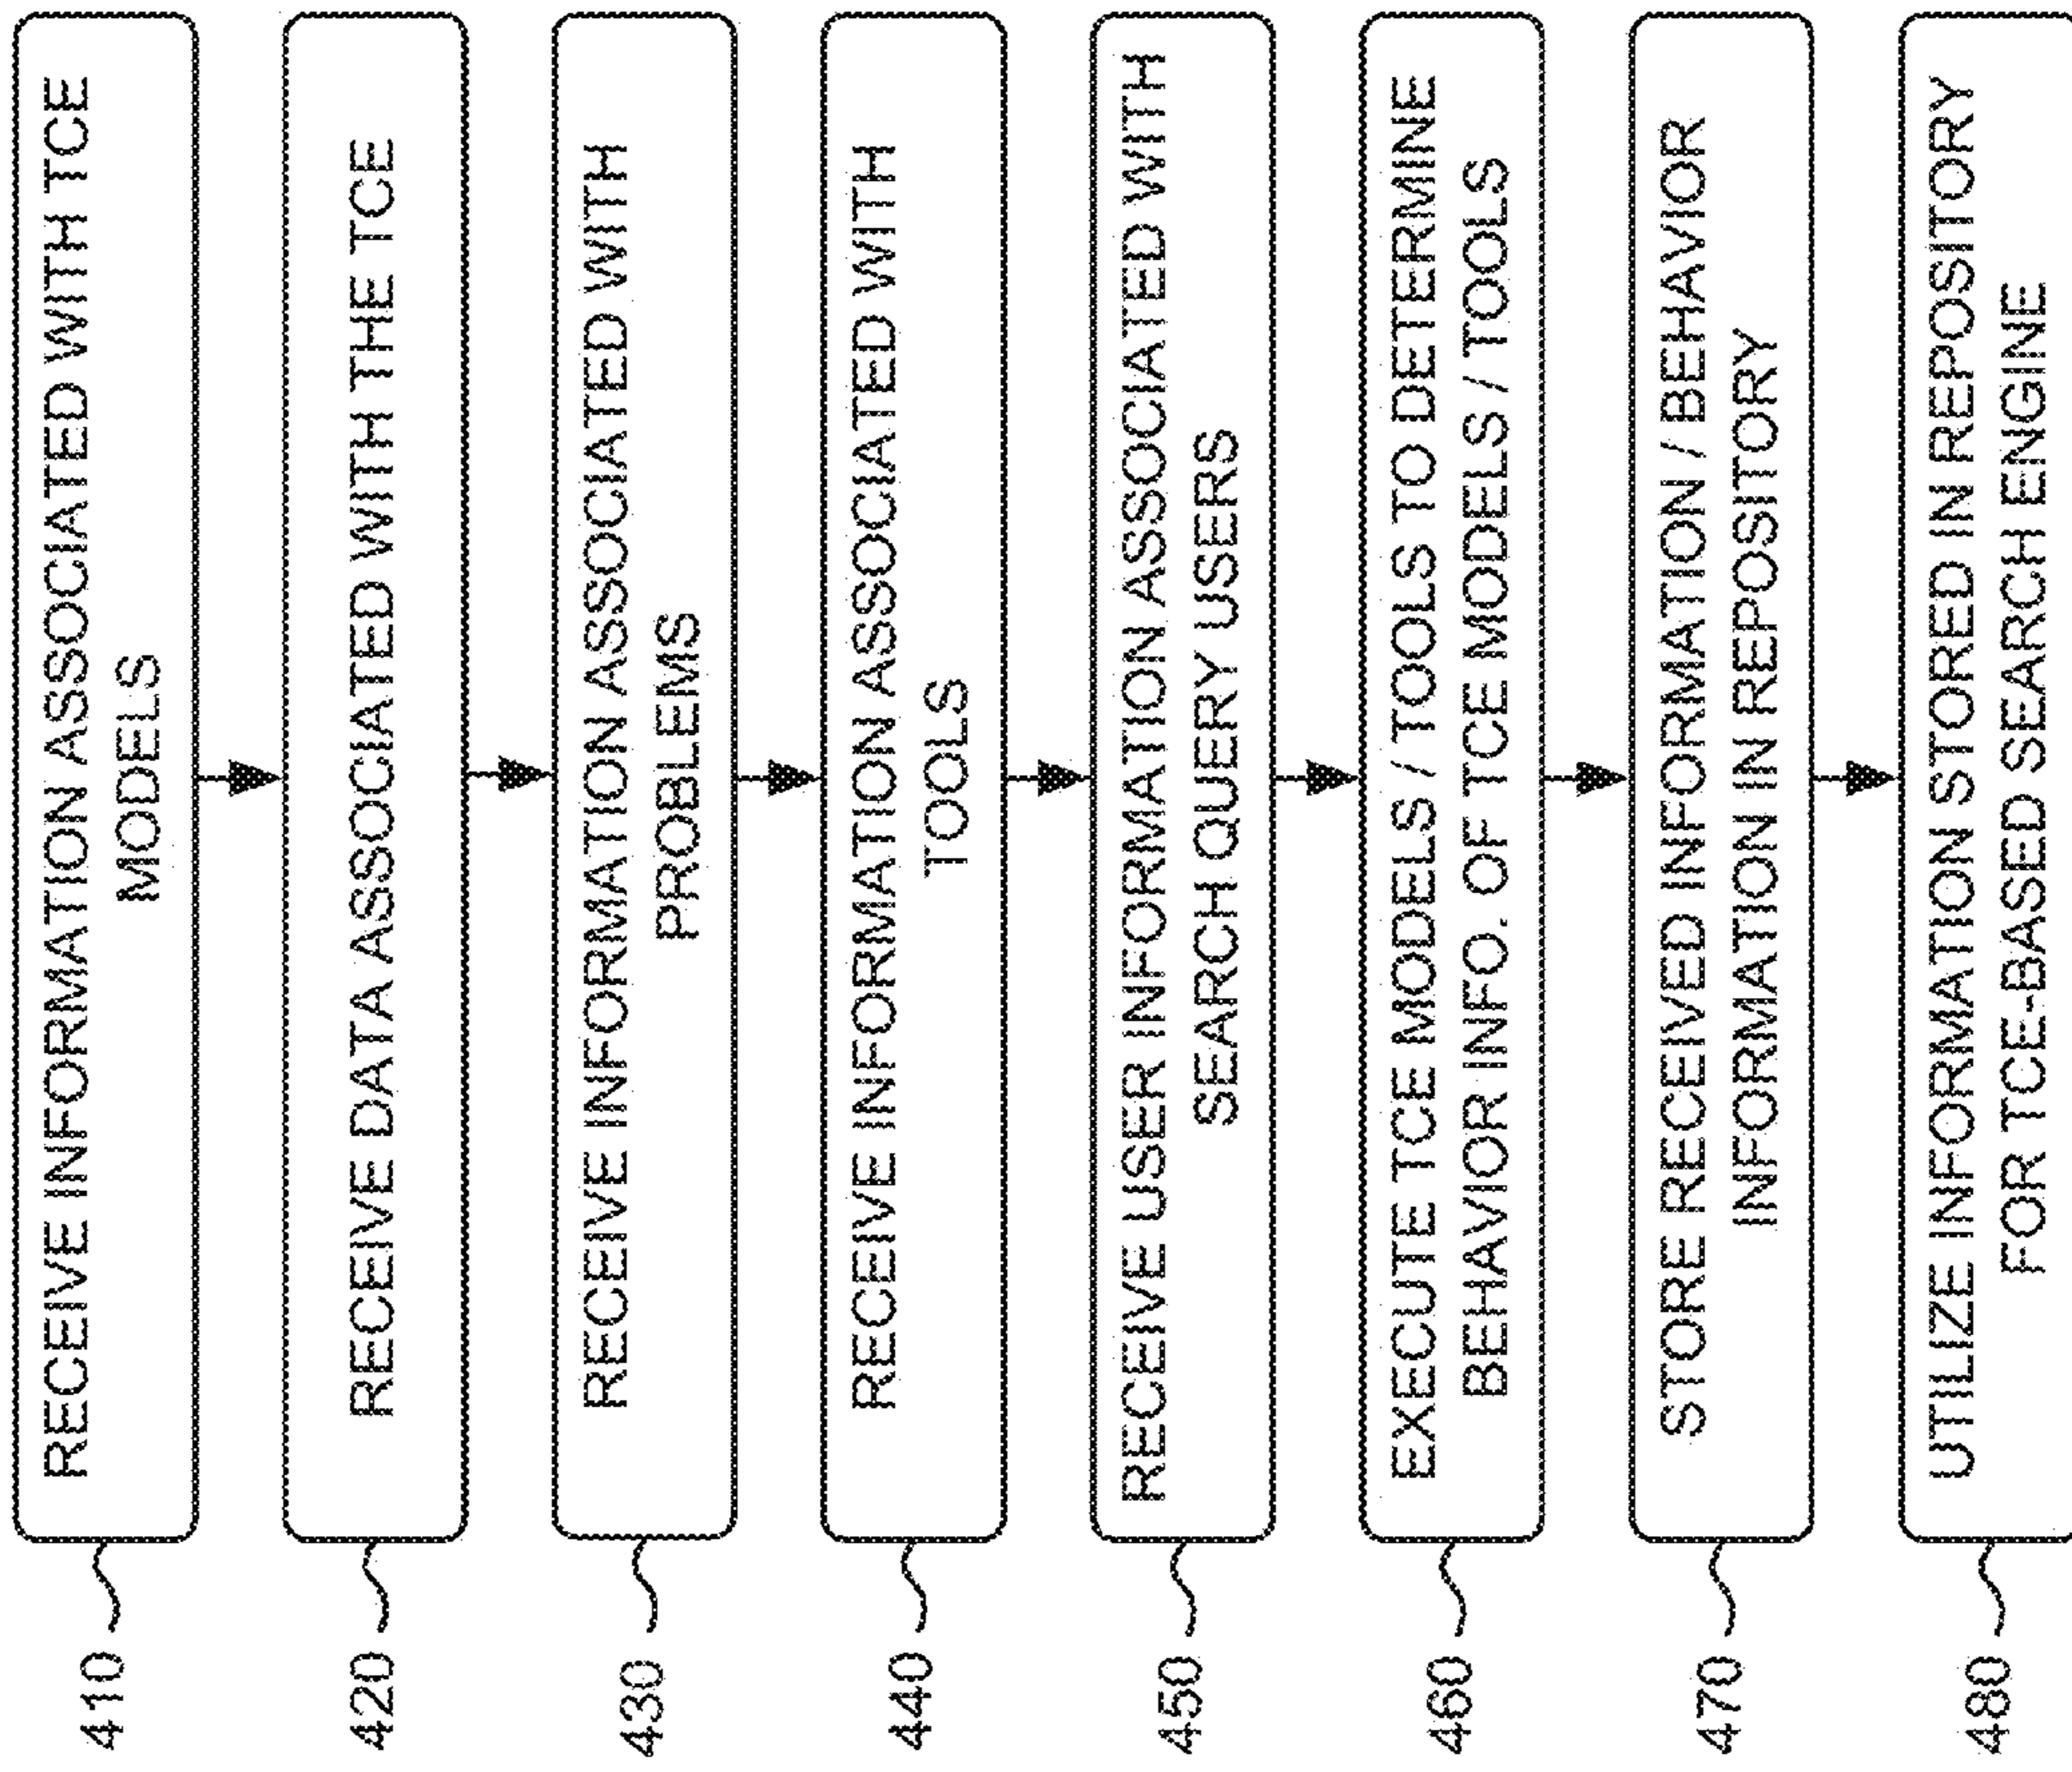 410
RECEIVE INFORMATION ASSOCIATED WITH TCE
MODELS
420
RECEIVE DATA ASSOCIATED WITH THE TCE
430
RECEIVE INFORMATION ASSOCIATED WITH
PROBLEMS
440
RECEIVE INFORMATION ASSOCIATED WITH
TOOLS
450
RECEIVE USER INFORMATION ASSOCIATED WITH
SEARCH QUERY USERS
460
EXECUTE TCE MODELS / TOOLS TO DETERMINE
BEHAVIOR INFO. OF TCE MODELS / TOOLS
470
STORE RECEIVED INFORMATION / BEHAVIOR
INFORMATION IN REPOSITORY
480
UTILIZE INFORMATION STORED IN REPOSITORY
FOR TCE-BASED SEARCH ENGINE